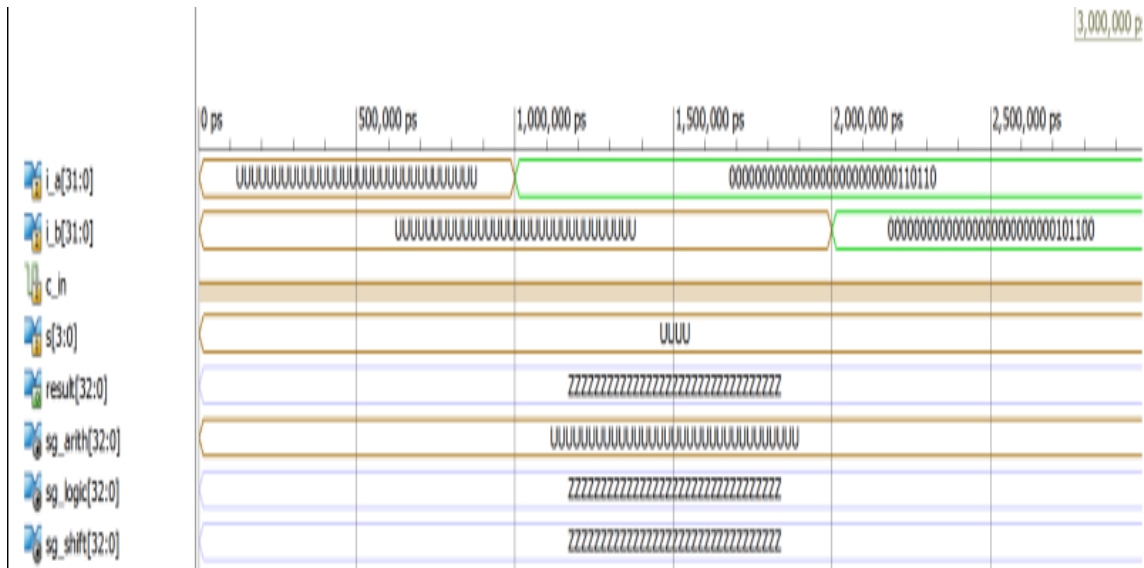 3,000,000 p
0 ps 500,000 ps 1,000,000 ps 1,500,000 ps 2,000,000 ps 2,500,000 ps
i_a[31:0] UUUUUUUUUUUUUUUUUUUUUUUUUUUUUUUU 00000000000000000000000000110110
i_b[31:0] UUUUUUUUUUUUUUUUUUUUUUUUUUUUUUUU 00000000000000000000000000101100
c_in
s[3:0] UUUU
result[32:0] ZZZZZZZZZZZZZZZZZZZZZZZZZZZZZZZZZ
sg_arith[32:0] UUUUUUUUUUUUUUUUUUUUUUUUUUUUUUUUU
sg_logic[32:0] ZZZZZZZZZZZZZZZZZZZZZZZZZZZZZZZZZ
sg_shift[32:0] ZZZZZZZZZZZZZZZZZZZZZZZZZZZZZZZZZ